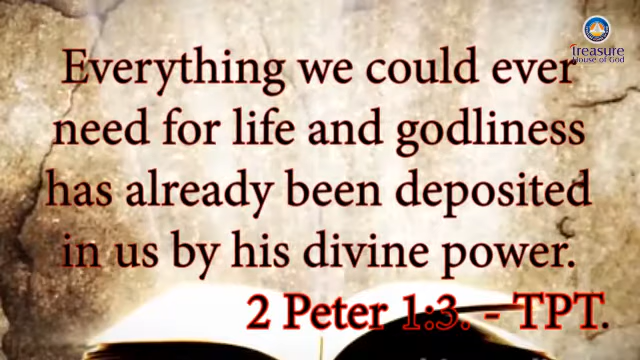 Treasure
House of God
Everything we could ever
need for life and godliness
has already been deposited
in us by his divine power.
2 Peter 1:3. - TPT.